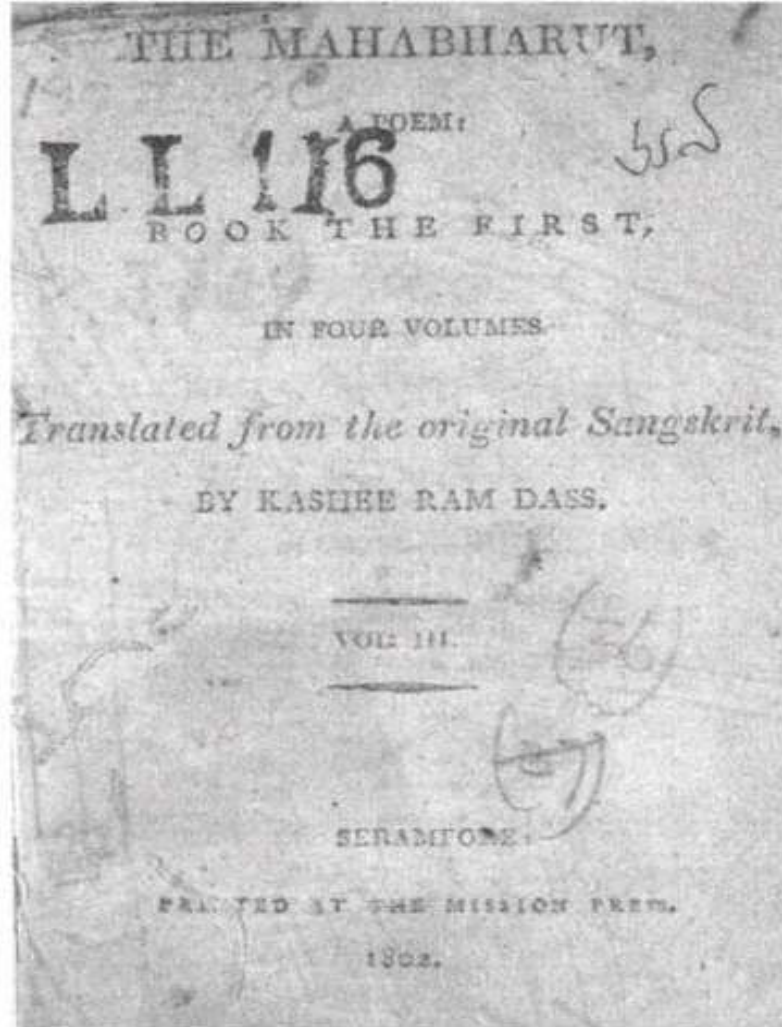 THE MAHABHARUT,
A POEM:
LL 116
BOOK THE FIRST,
IN FOUR VOLUMES
Translated from the original Sangskrit,
BY KASHEE RAM DASS.
VOL: III.
36
SERAMPORE:
PRINTED AT THE MISSION PRESS.
1802.